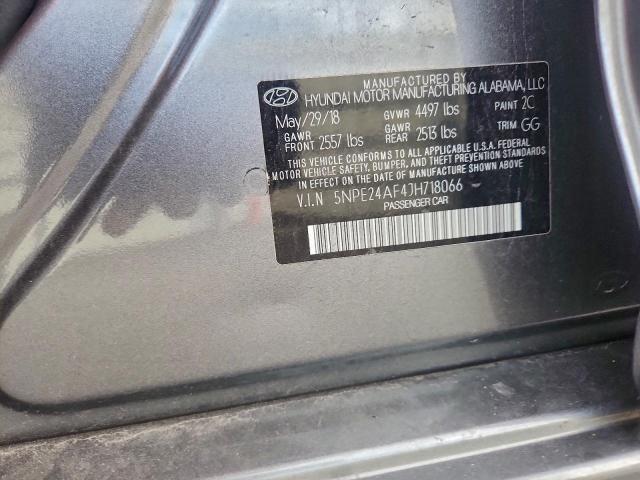 MANUFACTURED BY
HYUNDAI MOTOR MANUFACTURING ALABAMA, LLC
May/29/18 GVWR 4497 lbs PAINT 2C
GAWR FRONT 2557 lbs GAWR REAR 2513 lbs TRIM GG
THIS VEHICLE CONFORMS TO ALL APPLICABLE U.S.A. FEDERAL
MOTOR VEHICLE SAFETY, BUMPER, AND THEFT PREVENTION STANDARDS
IN EFFECT ON THE DATE OF MANUFACTURE SHOWN ABOVE
V.I.N 5NPE24AF4JH718066
PASSENGER CAR